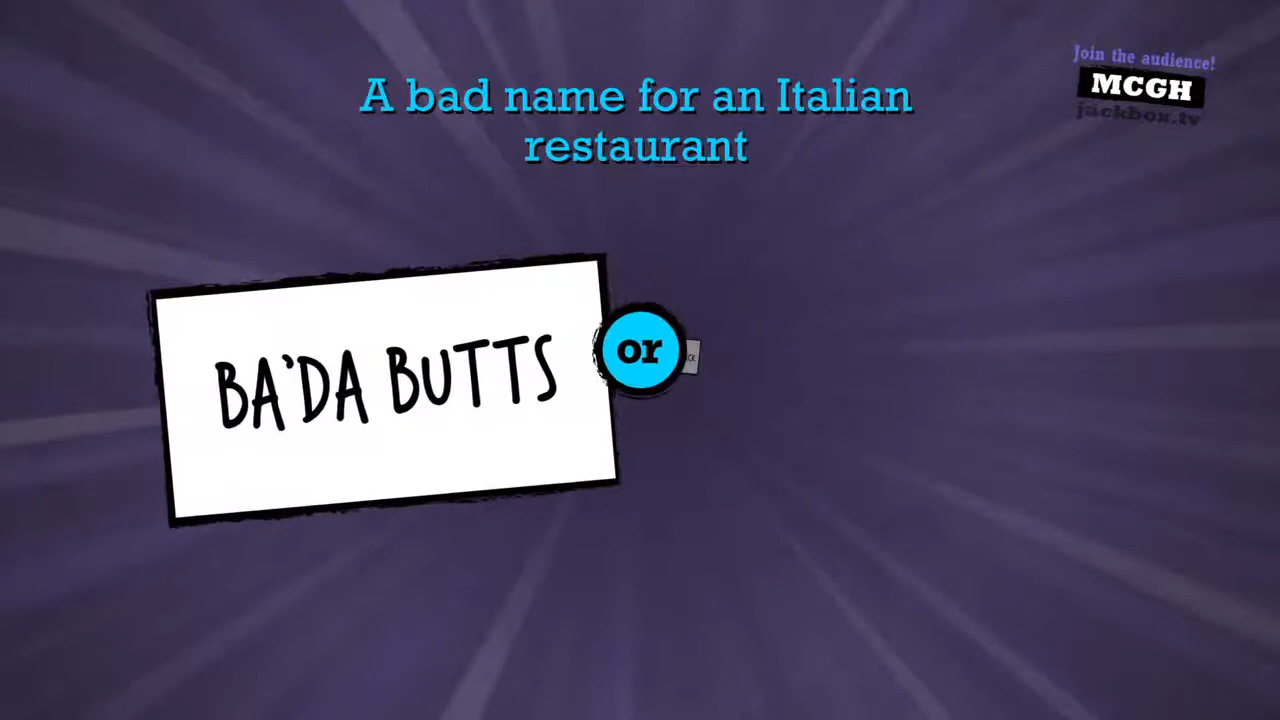 Join the audience!
MCGH
jackbox.tv
A bad name for an Italian
restaurant
BA'DA BUTTS
or